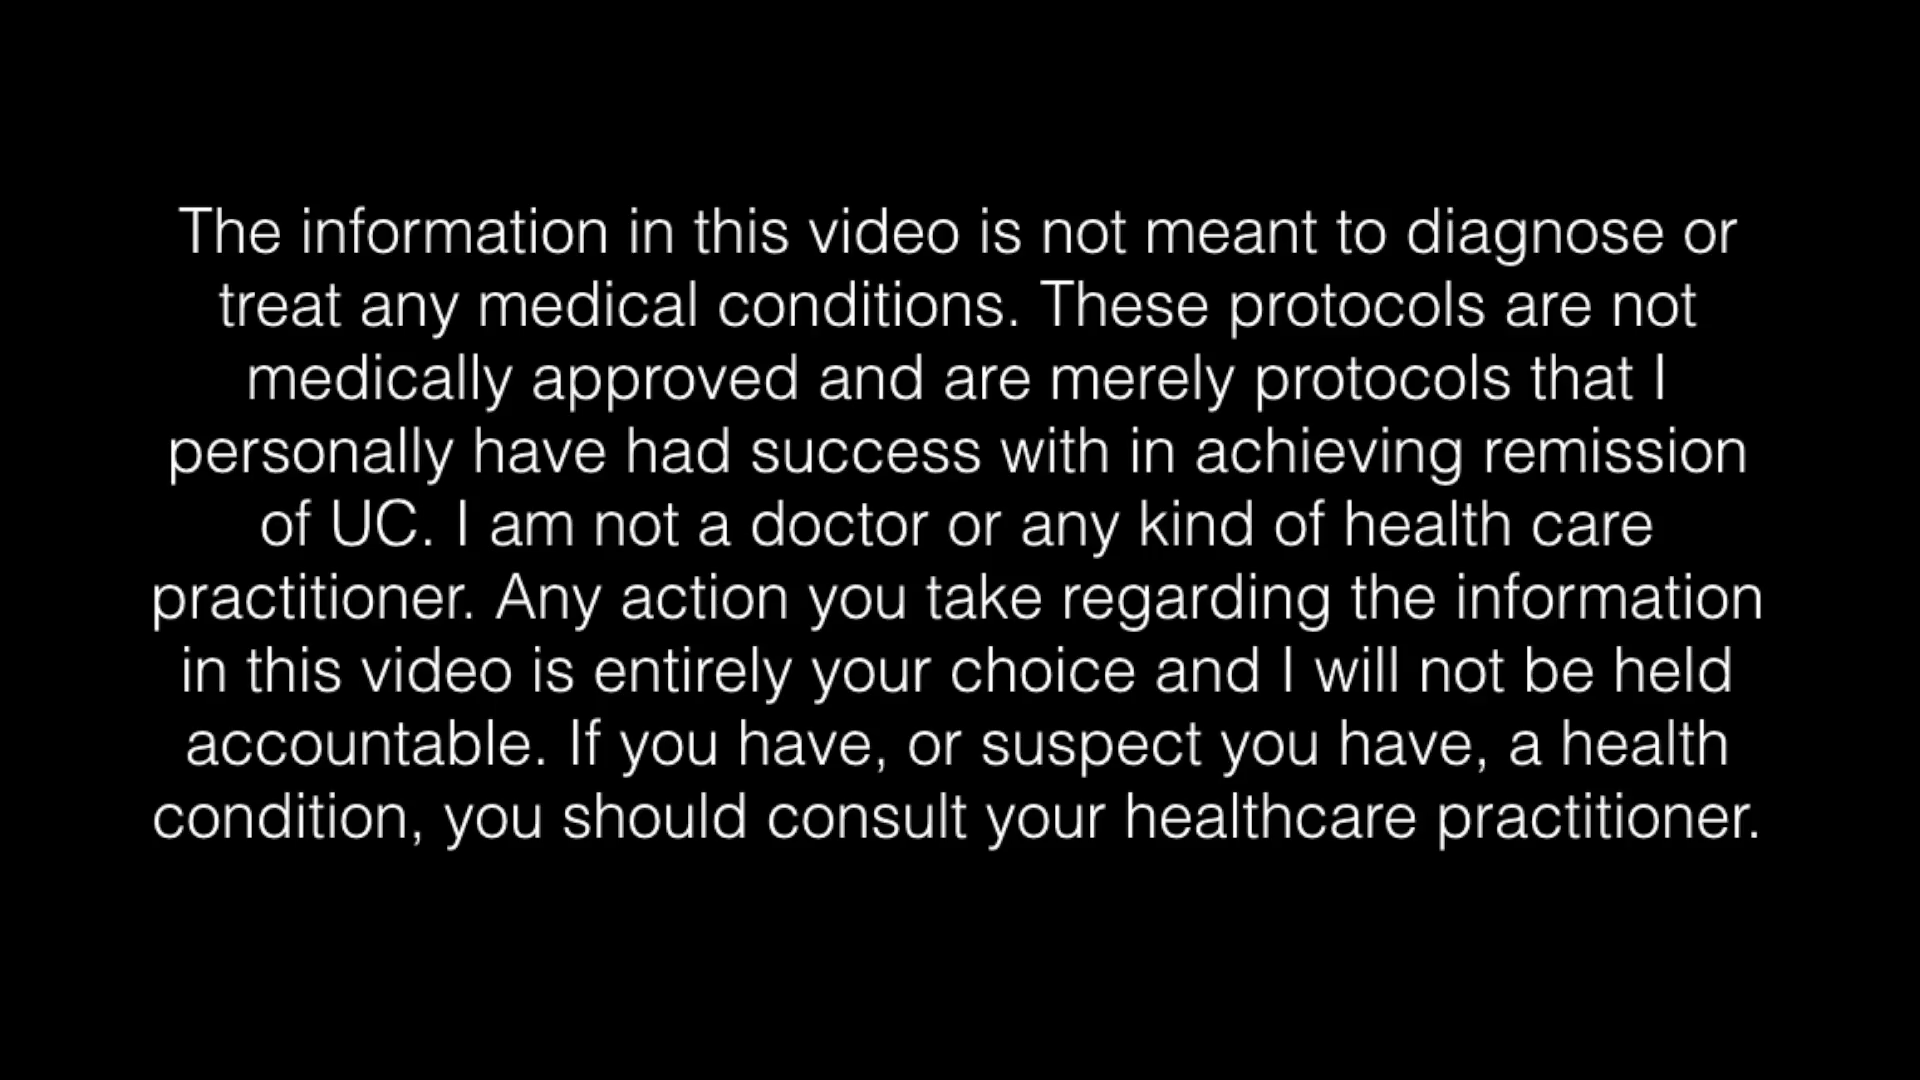 The information in this video is not meant to diagnose or
treat any medical conditions. These protocols are not
medically approved and are merely protocols that I
personally have had success with in achieving remission
of UC. I am not a doctor or any kind of health care
practitioner. Any action you take regarding the information
in this video is entirely your choice and I will not be held
accountable. If you have, or suspect you have, a health
condition, you should consult your healthcare practitioner.